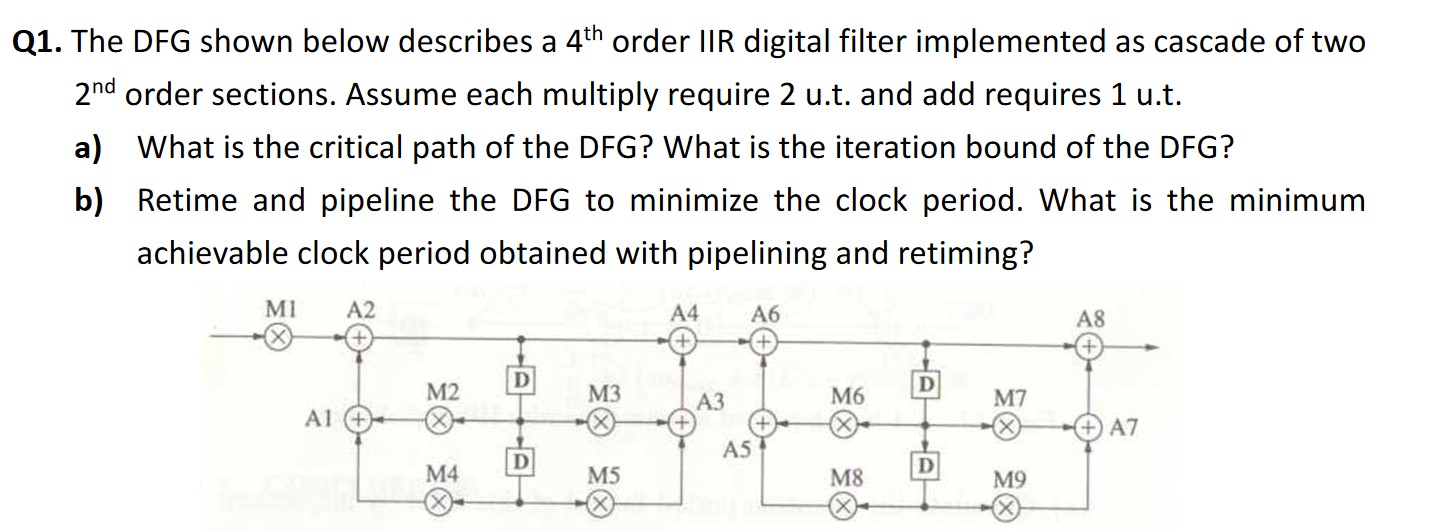 Q1. The DFG shown below describes a 4th order IIR digital filter implemented as cascade of two
2nd order sections. Assume each multiply require 2 u.t. and add requires 1 u.t.
a) What is the critical path of the DFG? What is the iteration bound of the DFG?
b) Retime and pipeline the DFG to minimize the clock period. What is the minimum
achievable clock period obtained with pipelining and retiming?
M1 A2 A4 A6 A8
D D
M2 M3 A3 M6 M7
A1 A5 A7
D D
M4 M5 M8 M9